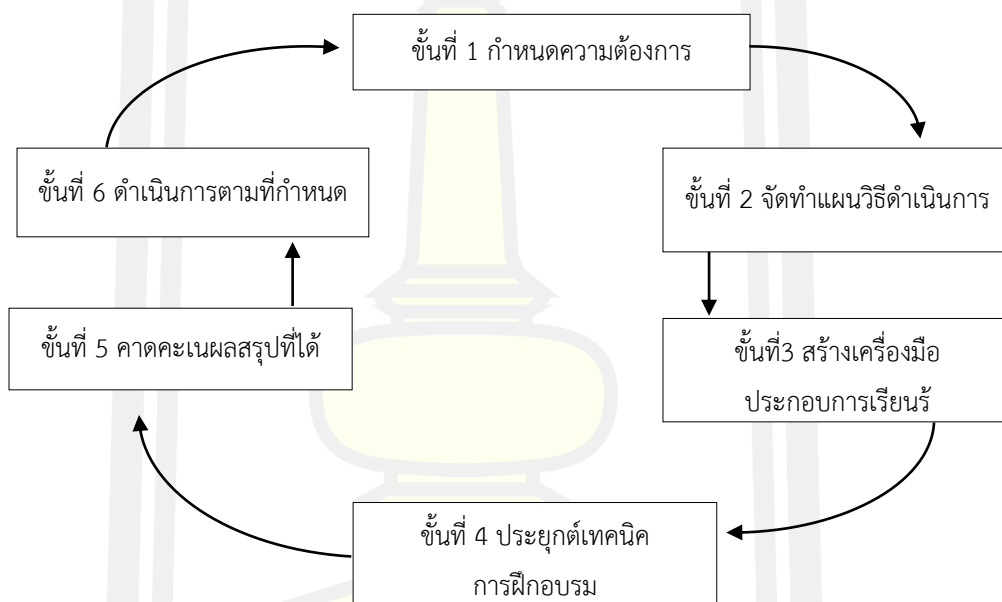 ขั้นที่ 1 กำหนดความต้องการ
ขั้นที่ 2 จัดทำแผนวิธีดำเนินการ
ขั้นที่3 สร้างเครื่องมือ
ประกอบการเรียนรู้
ขั้นที่ 4 ประยุกต์เทคนิค
การฝึกอบรม
ขั้นที่ 5 คาดคะเนผลสรุปที่ได้
ขั้นที่ 6 ดำเนินการตามที่กำหนด